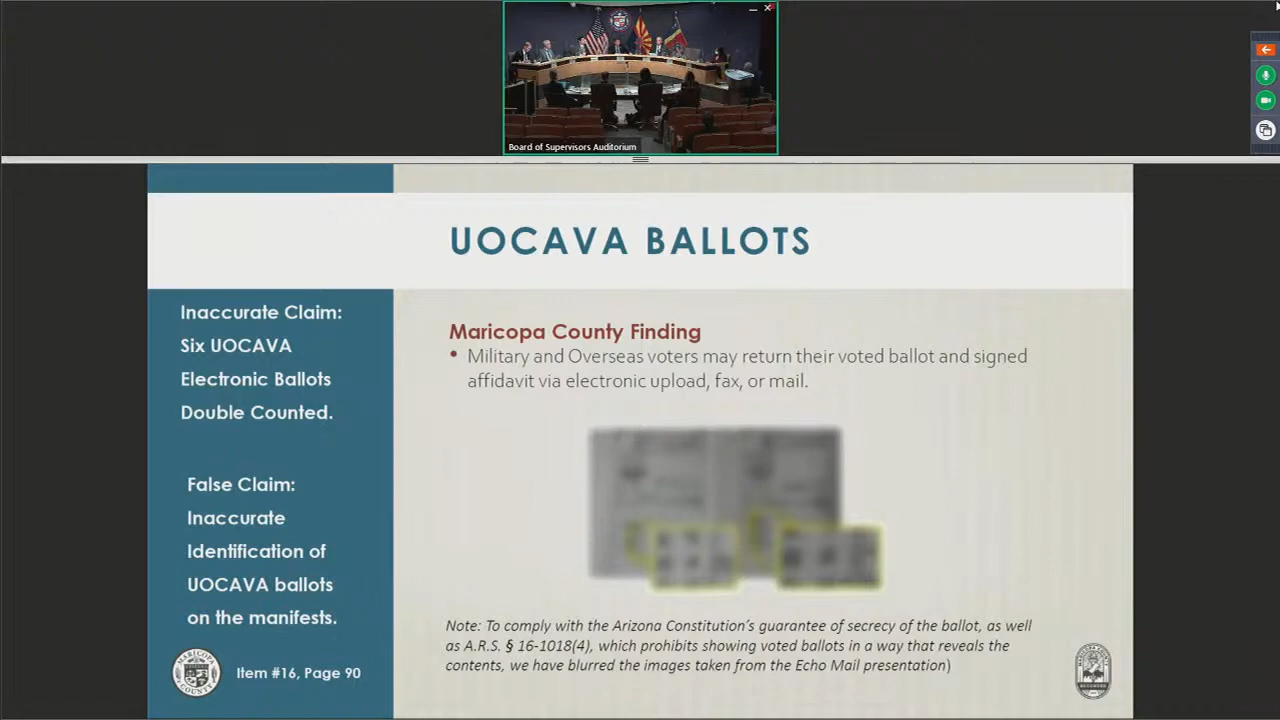 Board of Supervisors Auditorium
UOCAVA BALLOTS
Inaccurate Claim:
Six UOCAVA
Electronic Ballots
Double Counted.
False Claim:
Inaccurate
Identification of
UOCAVA ballots
on the manifests.
Maricopa County Finding
• Military and Overseas voters may return their voted ballot and signed
affidavit via electronic upload, fax, or mail.
Note: To comply with the Arizona Constitution's guarantee of secrecy of the ballot, as well
as A.R.S. § 16-1018(4), which prohibits showing voted ballots in a way that reveals the
contents, we have blurred the images taken from the Echo Mail presentation)
MARICOPA
COUNTY
Item #16, Page 90